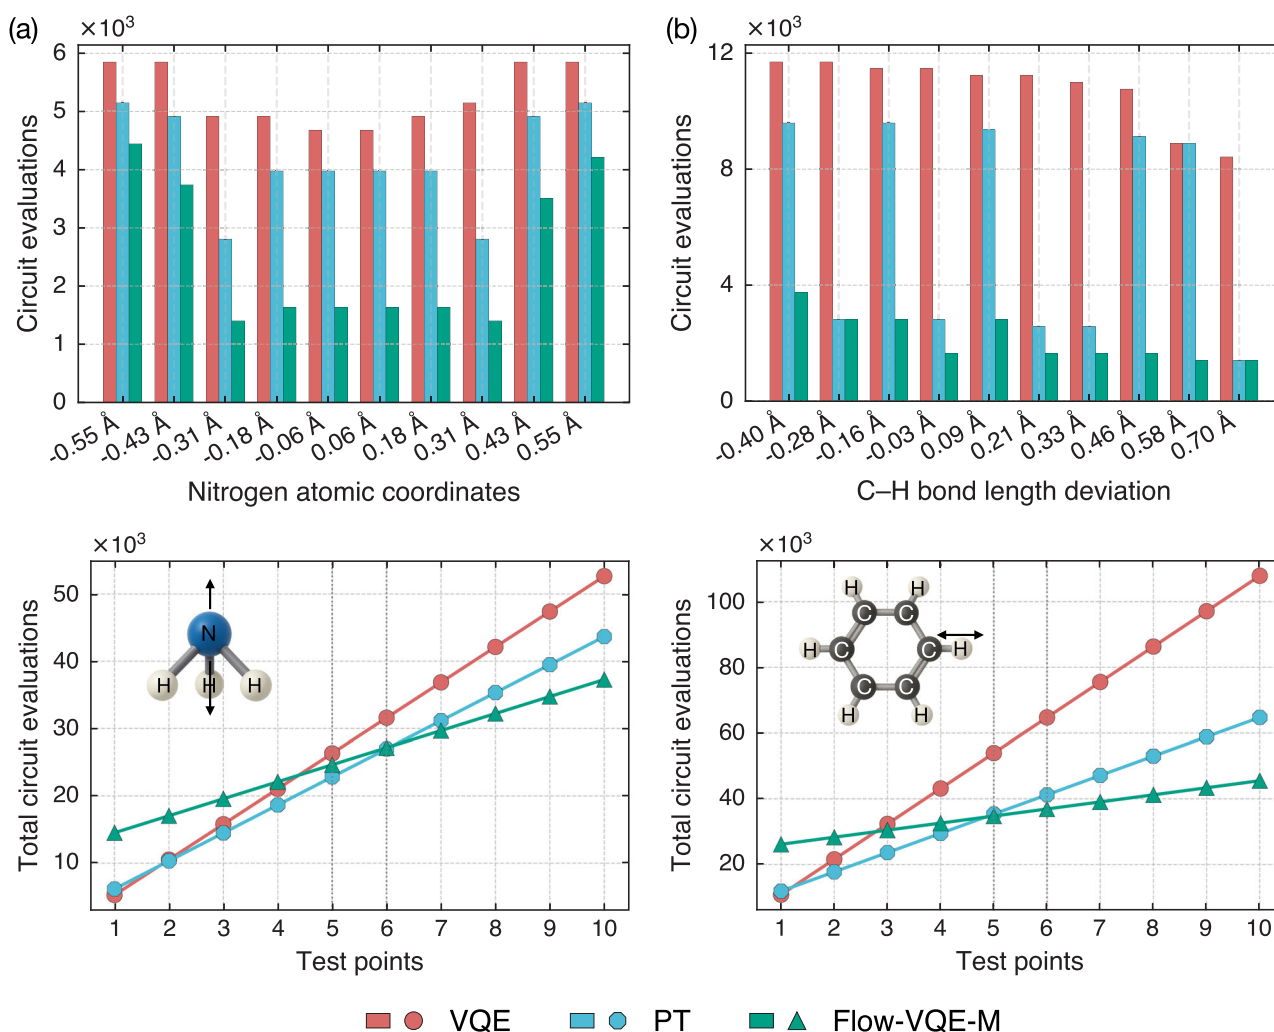 (a)
×10³
6
5
4
3
2
1
0
Circuit evaluations
-0.55 Å
-0.43 Å
-0.31 Å
-0.18 Å
-0.06 Å
0.06 Å
0.18 Å
0.31 Å
0.43 Å
0.55 Å
Nitrogen atomic coordinates
(b)
×10³
12
8
4
0
Circuit evaluations
-0.40 Å
-0.28 Å
-0.16 Å
-0.03 Å
0.09 Å
0.21 Å
0.33 Å
0.46 Å
0.58 Å
0.70 Å
C–H bond length deviation
×10³
50
40
30
20
10
Total circuit evaluations
N
H H H
1 2 3 4 5 6 7 8 9 10
Test points
×10³
100
80
60
40
20
Total circuit evaluations
H H
C C
H C C H
C C
H H
1 2 3 4 5 6 7 8 9 10
Test points
VQE PT Flow-VQE-M